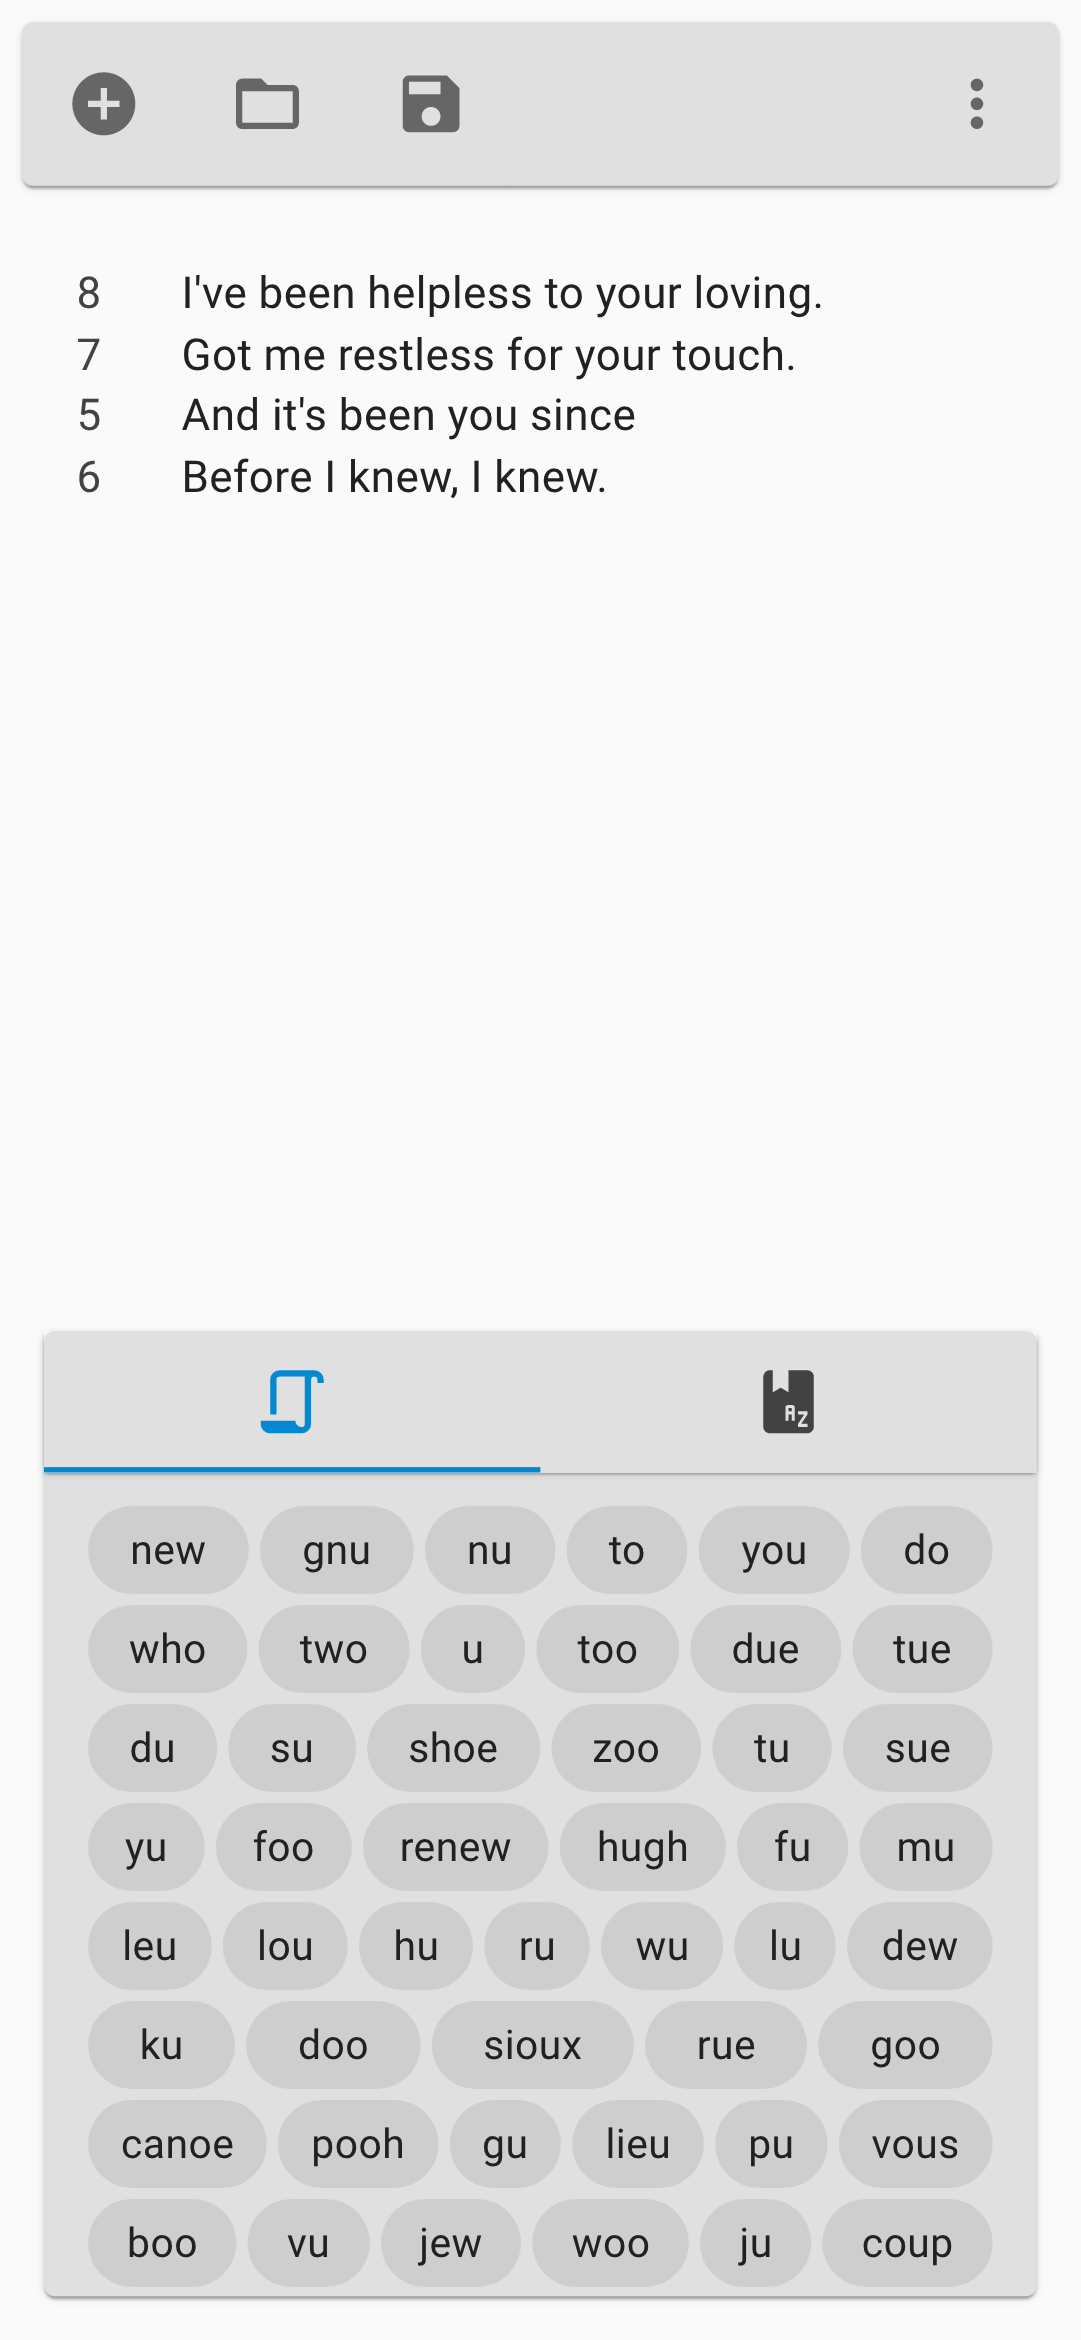 8 I've been helpless to your loving.
7 Got me restless for your touch.
5 And it's been you since
6 Before I knew, I knew.
AZ
new gnu nu to you do
who two u too due tue
du su shoe zoo tu sue
yu foo renew hugh fu mu
leu lou hu ru wu lu dew
ku doo sioux rue goo
canoe pooh gu lieu pu vous
boo vu jew woo ju coup